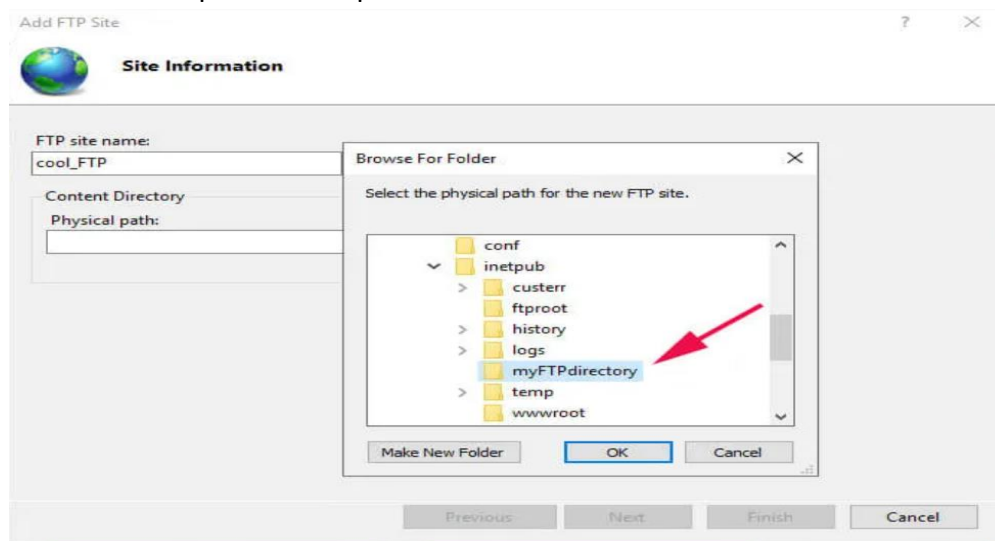 Add FTP Site
Site Information
FTP site name:
cool_FTP
Content Directory
Physical path:
Browse For Folder
Select the physical path for the new FTP site.
conf
inetpub
custerr
ftproot
history
logs
myFTPdirectory
temp
wwwroot
Make New Folder OK Cancel
Previous Next Finish Cancel